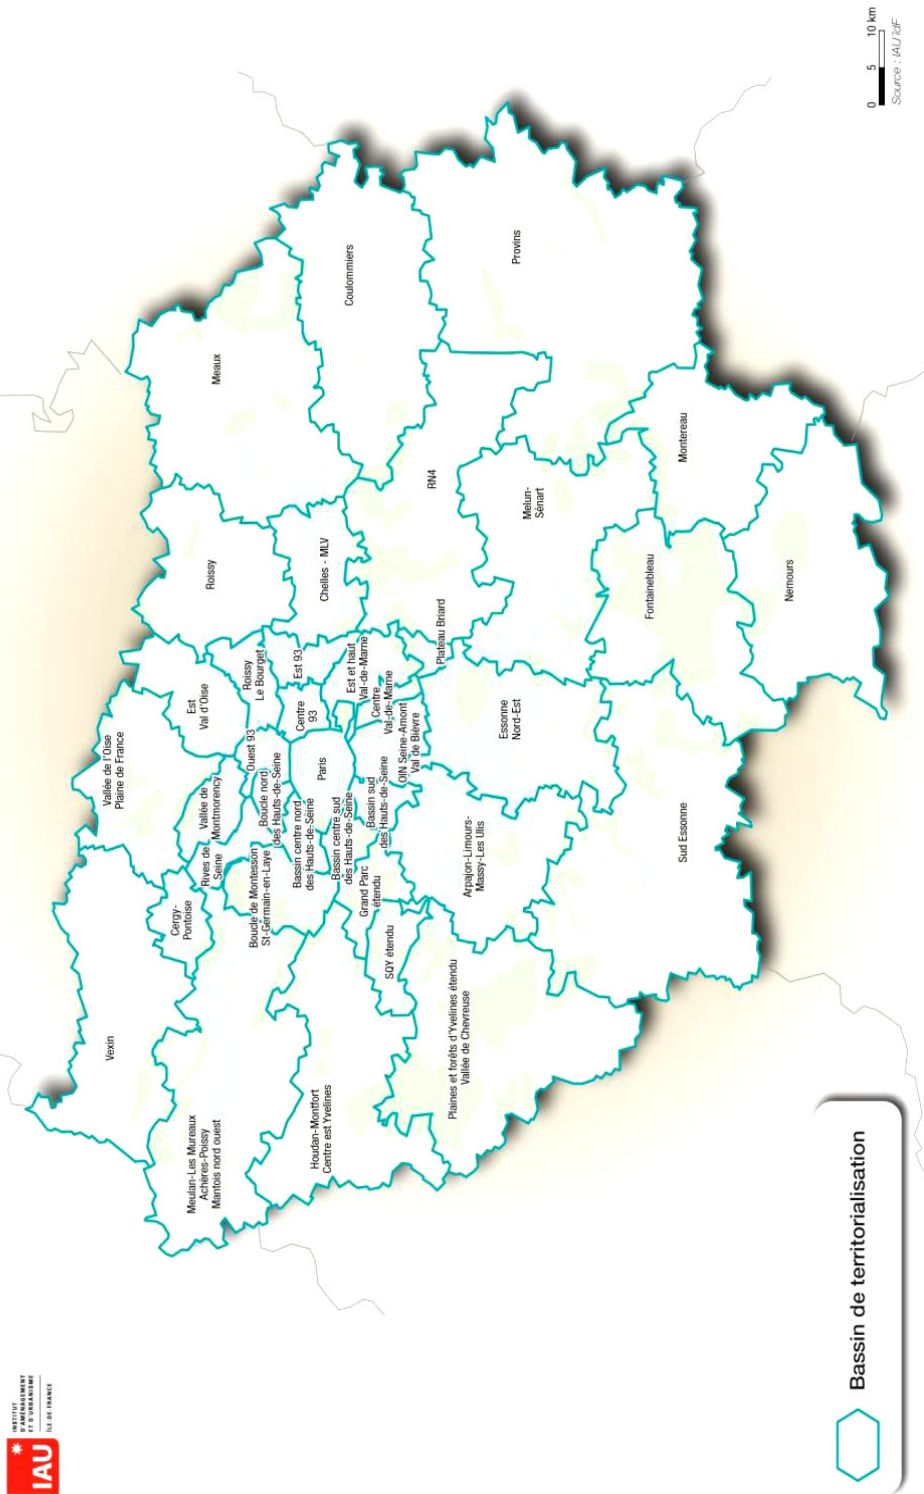 IAU
INSTITUT
D'AMÉNAGEMENT
ET D'URBANISME
ÎLE-DE-FRANCE
Vexin
Vallée de l'Oise
Plaine de France
Cergy-
Pontoise
Meulan-Les Mureaux
Achères-Poissy
Mantois nord ouest
Rives de
Seine
Vallée de
Montmorency
Est
Val d'Oise
Roissy
Meaux
Boucle de Montesson
St-Germain-en-Laye
Boucle nord
des Hauts-de-Seine
Ouest 93
Roissy
Le Bourget
Bassin centre nord
des Hauts-de-Seine
Centre
93
Est 93
Chelles - MLV
Coulommiers
Houdan-Montfort
Centre est Yvelines
Bassin centre sud
des Hauts-de-Seine
Paris
Est et haut
Val-de-Marne
Grand Parc
étendu
Bassin sud
des Hauts-de-Seine
Centre
Val-de-Marne
SQY étendu
OIN Seine-Amont
Val de Bièvre
Plateau Briard
RN4
Plaines et forêts d'Yvelines étendu
Vallée de Chevreuse
Arpajon-Limours-
Massy-Les Ulis
Essonne
Nord-Est
Melun-
Sénart
Provins
Sud Essonne
Fontainebleau
Montereau
Nemours
Bassin de territorialisation
0 5 10 km
Source : IAU îdF